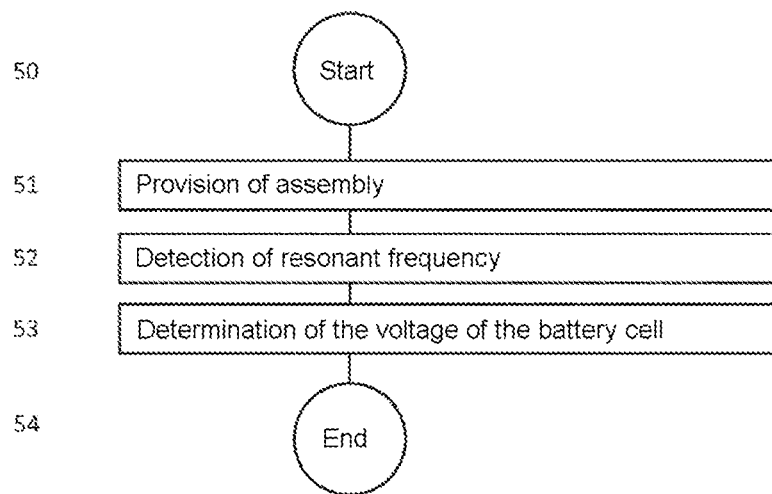 50 Start
51 Provision of assembly
52 Detection of resonant frequency
53 Determination of the voltage of the battery cell
54 End